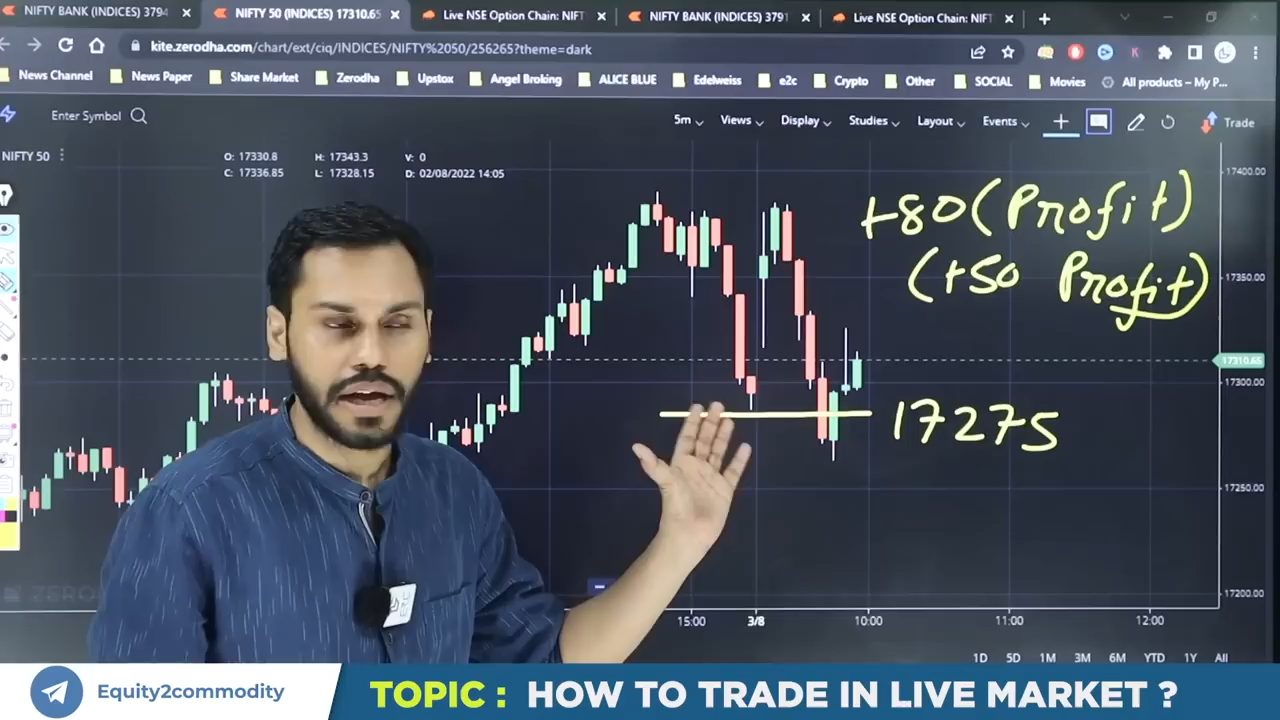 NIFTY BANK (INDICES) 3794
NIFTY 50 (INDICES) 17310.65
Live NSE Option Chain: NIFT
NIFTY BANK (INDICES) 3791
Live NSE Option Chain: NIFT
kite.zerodha.com/chart/ext/ciq/INDICES/NIFTY%2050/256265?theme=dark
News Channel News Paper Share Market Zerodha Upstox Angel Broking ALICE BLUE Edelweiss e2c Crypto Other SOCIAL Movies All products – My P...
Enter Symbol 5m Views Display Studies Layout Events Trade
NIFTY 50
O: 17330.8 H: 17343.3 V: 0
C: 17336.85 L: 17328.15 D: 02/08/2022 14:05
17400.00
+80 (Profit)
(+50 Profit)
17350.00
17310.65
17300.00
17275
17250.00
17200.00
15:00 3/8 10:00 11:00 12:00
1D 5D 1M 3M 6M YTD 1Y All
Equity2commodity
TOPIC : HOW TO TRADE IN LIVE MARKET ?